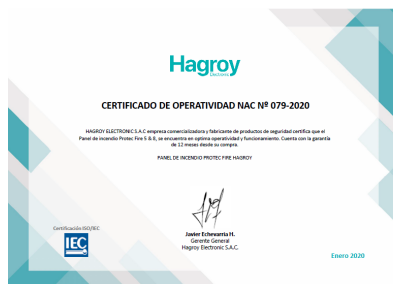 Hagroy
Electronic
CERTIFICADO DE OPERATIVIDAD NAC Nº 079-2020
HAGROY ELECTRONIC S.A.C empresa comercializadora y fabricante de productos de seguridad certifica que el
Panel de incendio Protec Fire 5 & 8, se encuentra en optima operatividad y funcionamiento. Cuenta con la garantía
de 12 meses desde su compra.
PANEL DE INCENDIO PROTEC FIRE HAGROY
Javier Echevarria H.
Gerente General
Hagroy Electronic S.A.C.
Certificación ISO/IEC
IEC
Enero 2020